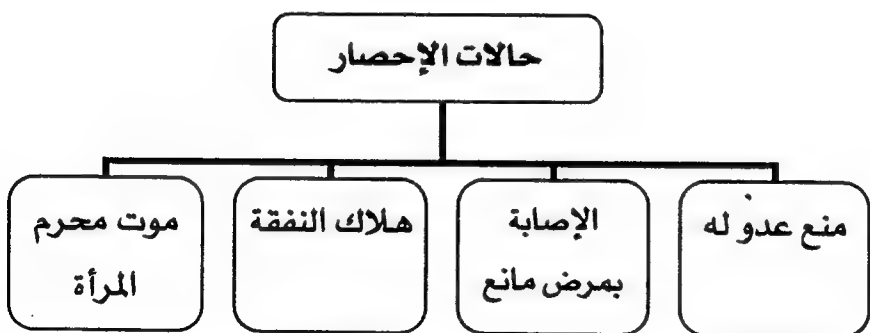 حالات الإحصار
منع عدو له
الإصابة
بمرض مانع
هلاك النفقة
موت محرم
المرأة